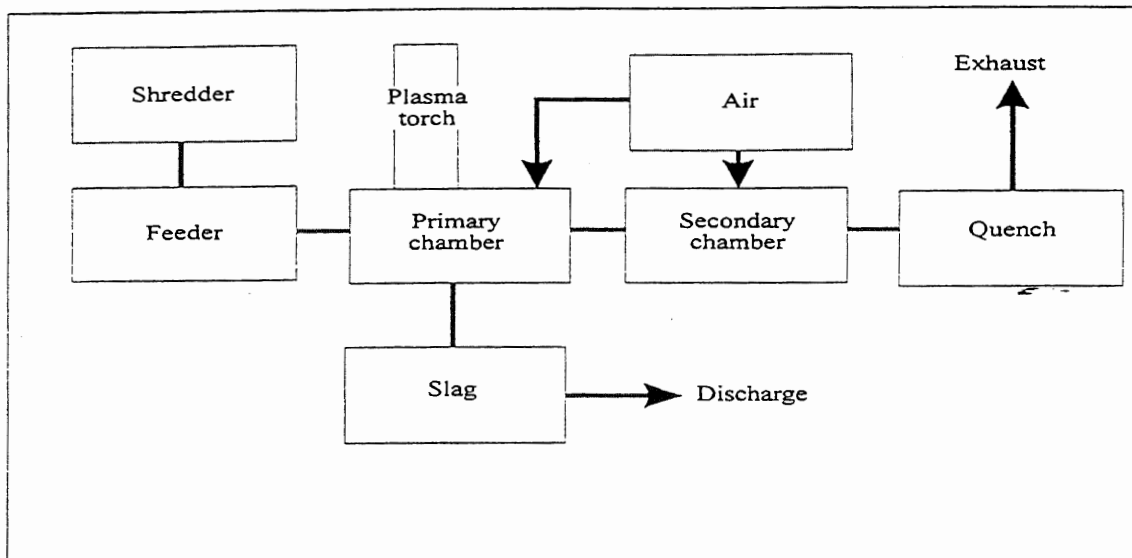 Shredder
Plasma
torch
Air
Exhaust
Feeder
Primary
chamber
Secondary
chamber
Quench
Slag
Discharge